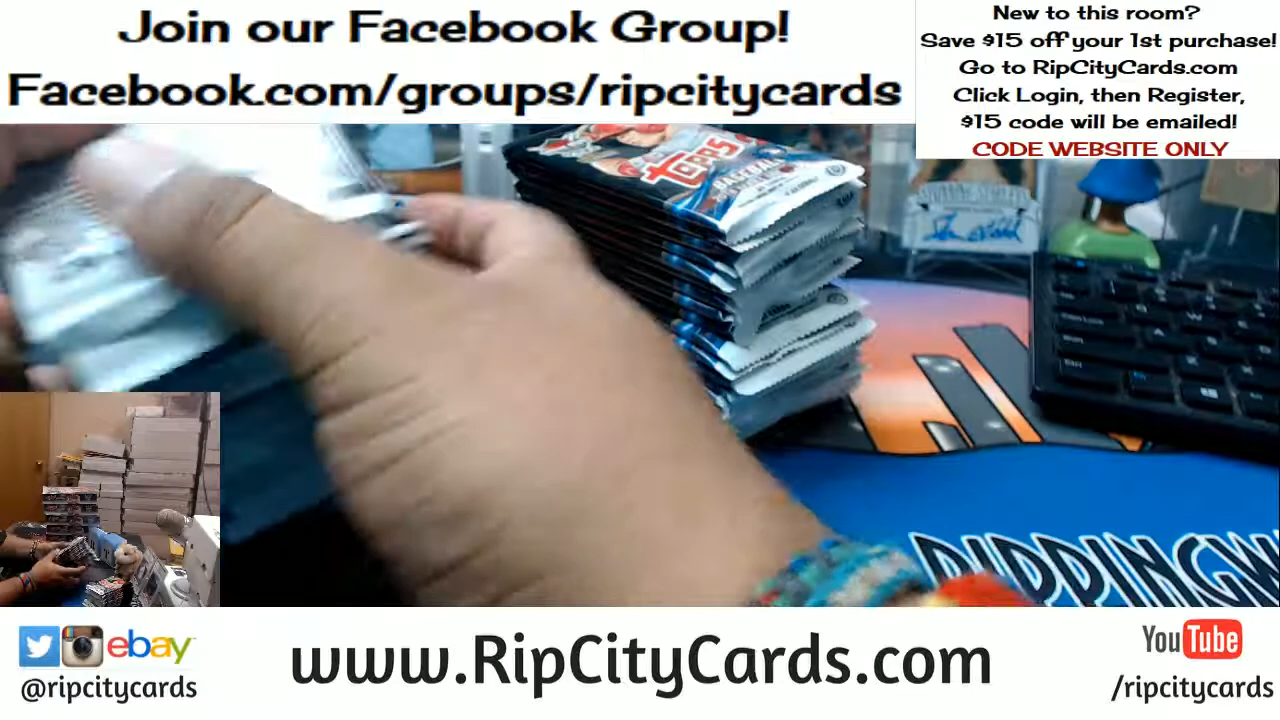 Join our Facebook Group!
Facebook.com/groups/ripcitycards
New to this room?
Save $15 off your 1st purchase!
Go to RipCityCards.com
Click Login, then Register,
$15 code will be emailed!
CODE WEBSITE ONLY
TOPPS
BASEBALL
RIPPINGW
ebay
@ripcitycards
www.RipCityCards.com
YouTube
/ripcitycards